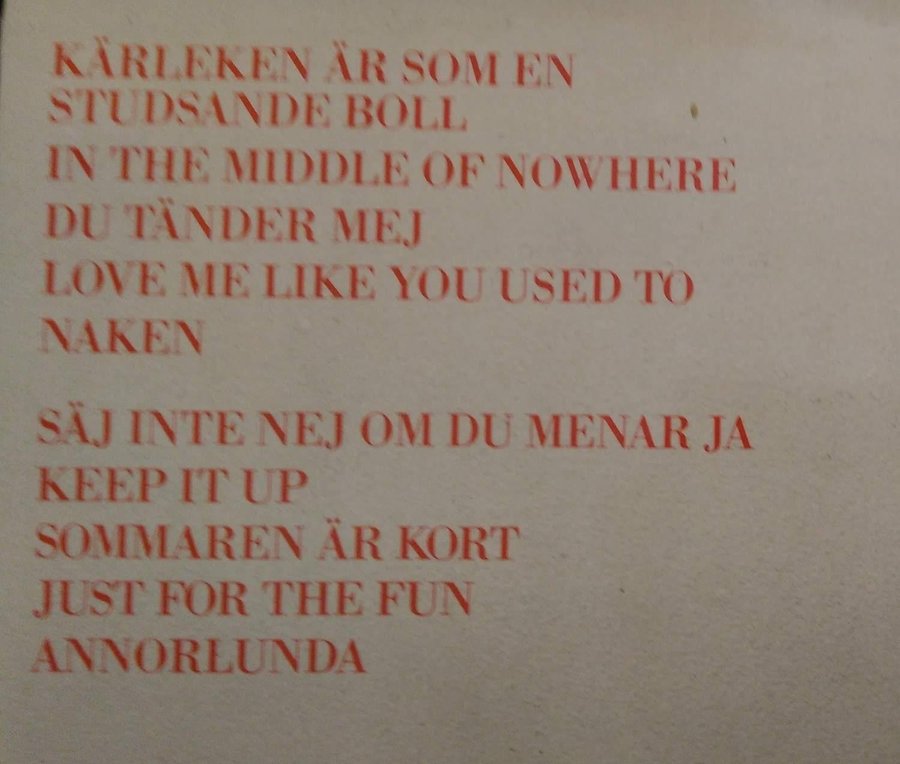 KÄRLEKEN ÄR SOM EN
STUDSANDE BOLL
IN THE MIDDLE OF NOWHERE
DU TÄNDER MEJ
LOVE ME LIKE YOU USED TO
NAKEN
SÄJ INTE NEJ OM DU MENAR JA
KEEP IT UP
SOMMAREN ÄR KORT
JUST FOR THE FUN
ANNORLUNDA